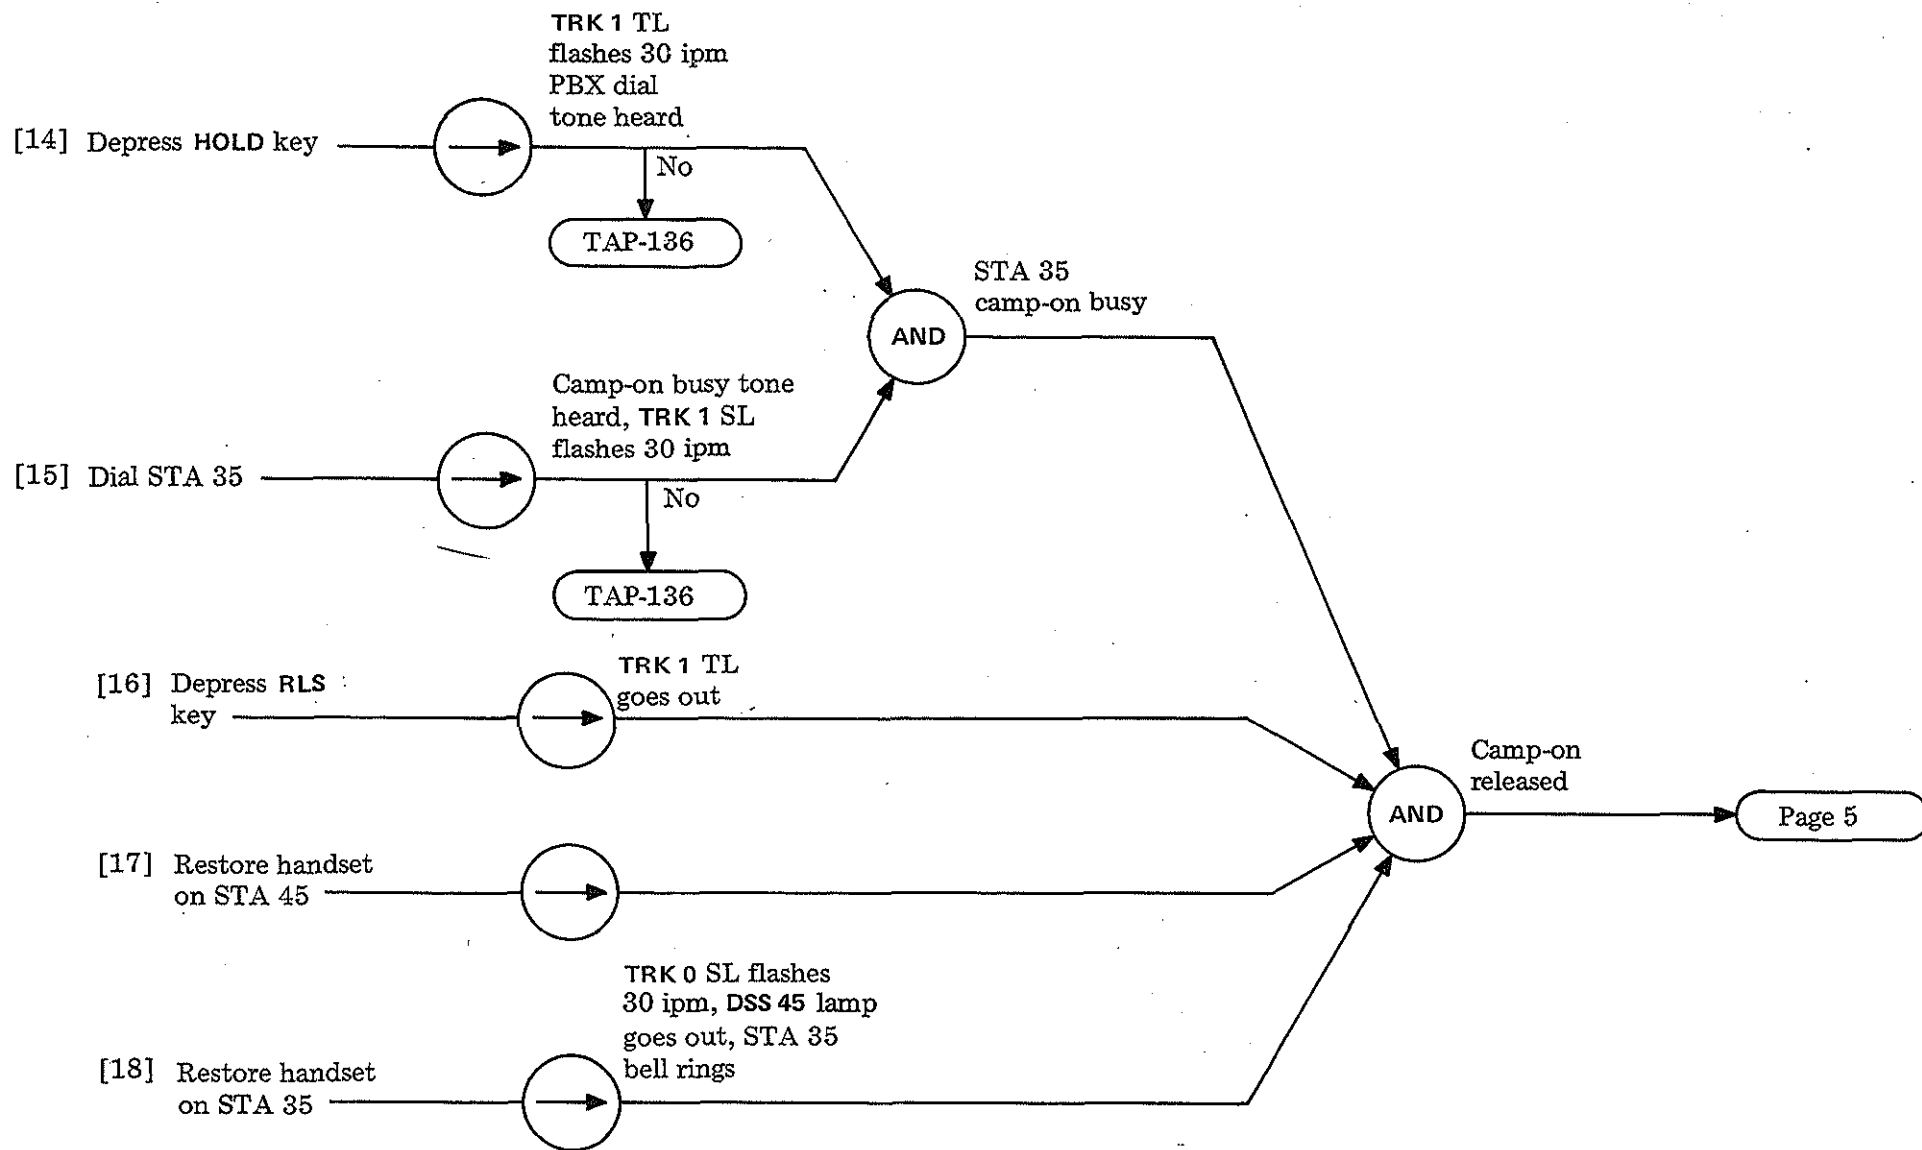 TRK 1 TL
flashes 30 ipm
PBX dial
tone heard
[14] Depress HOLD key
No
TAP-136
STA 35
camp-on busy
AND
Camp-on busy tone
heard, TRK 1 SL
flashes 30 ipm
[15] Dial STA 35
No
TAP-136
[16] Depress RLS
key
TRK 1 TL
goes out
Camp-on
released
AND
Page 5
[17] Restore handset
on STA 45
TRK 0 SL flashes
30 ipm, DSS 45 lamp
goes out, STA 35
bell rings
[18] Restore handset
on STA 35